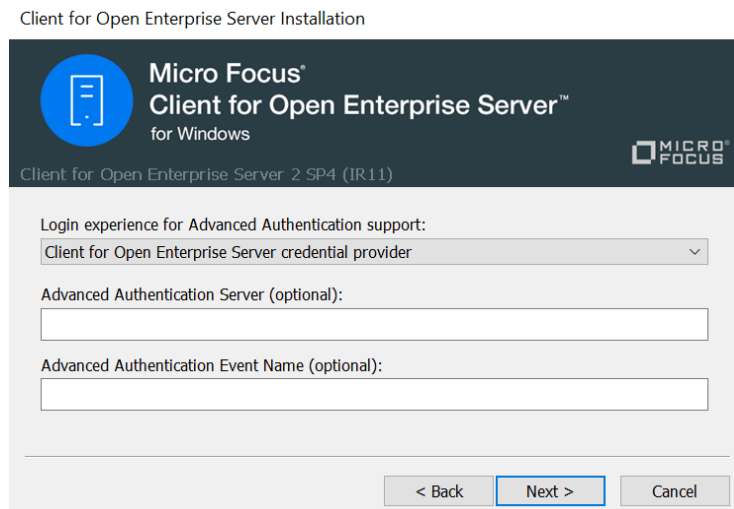 Client for Open Enterprise Server Installation
Micro Focus®
Client for Open Enterprise Server™
for Windows
MICRO®
FOCUS
Client for Open Enterprise Server 2 SP4 (IR11)
Login experience for Advanced Authentication support:
Client for Open Enterprise Server credential provider
Advanced Authentication Server (optional):
Advanced Authentication Event Name (optional):
< Back
Next >
Cancel